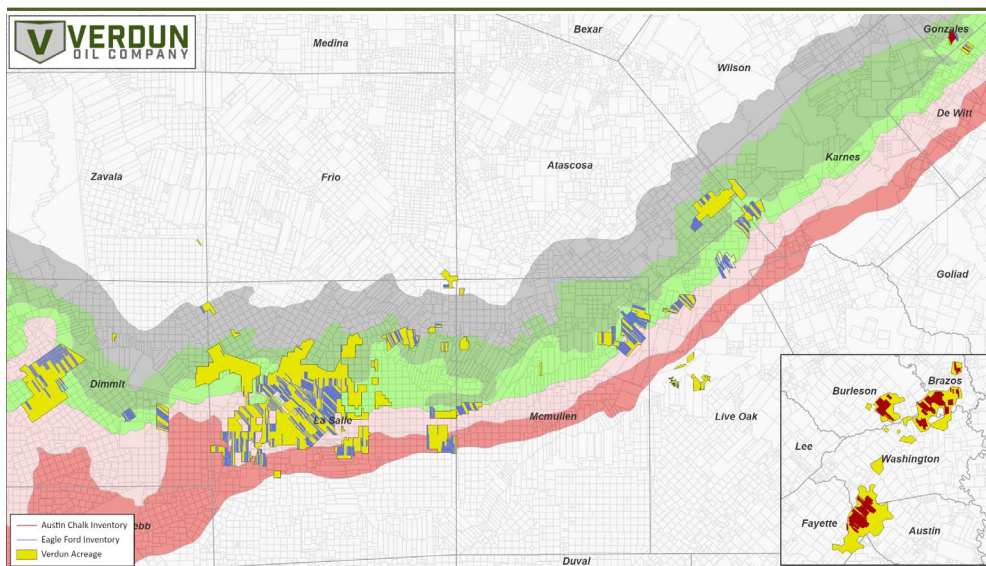 VERDUN
OIL COMPANY
Medina
Bexar
Gonzales
Wilson
De Witt
Karnes
Zavala
Frio
Atascosa
Goliad
Dimmit
La Salle
Mcmullen
Live Oak
Duval
Burleson
Brazos
Lee
Washington
Fayette
Austin
Austin Chalk Inventory
Eagle Ford Inventory
Verdun Acreage